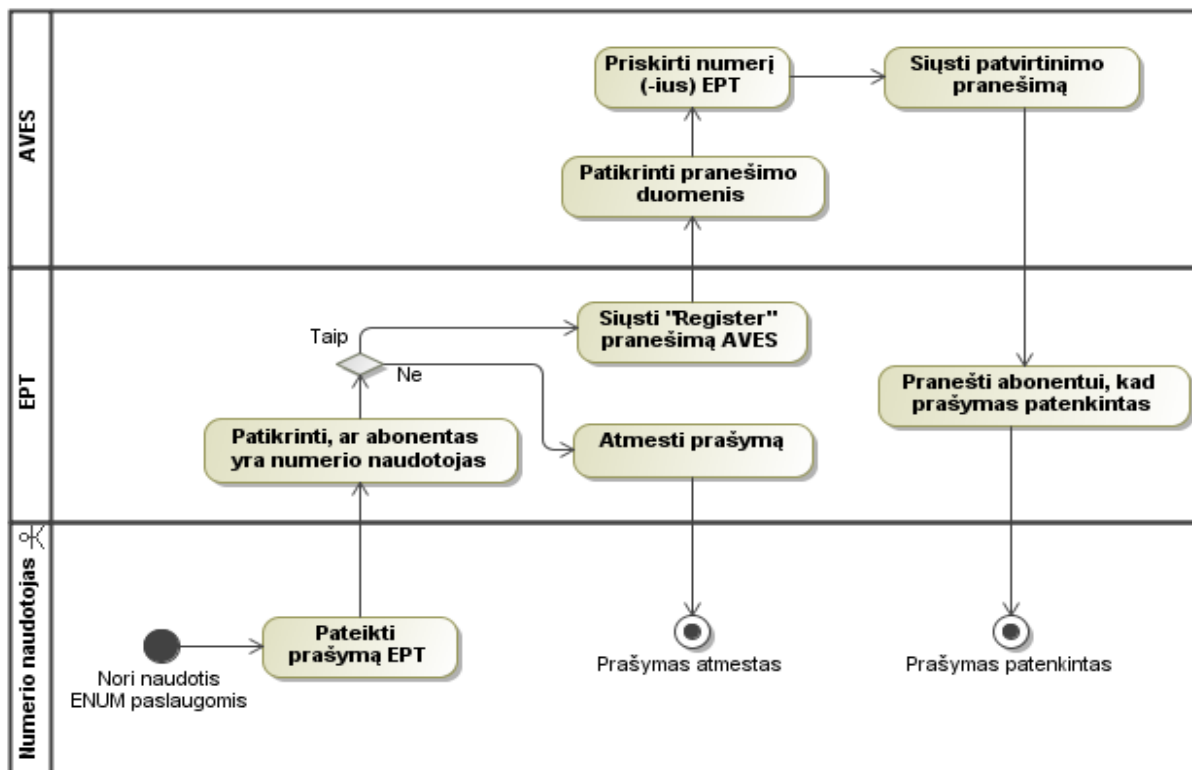 AVES
Priskirti numerį
(-ius) EPT
Siųsti patvirtinimo
pranešimą
Patikrinti pranešimo
duomenis
EPT
Taip
Siųsti "Register"
pranešimą AVES
Ne
Pranešti abonentui, kad
prašymas patenkintas
Patikrinti, ar abonentas
yra numerio naudotojas
Atmesti prašymą
Numerio naudotojas
Pateikti
prašymą EPT
Nori naudotis
ENUM paslaugomis
Prašymas atmestas
Prašymas patenkintas